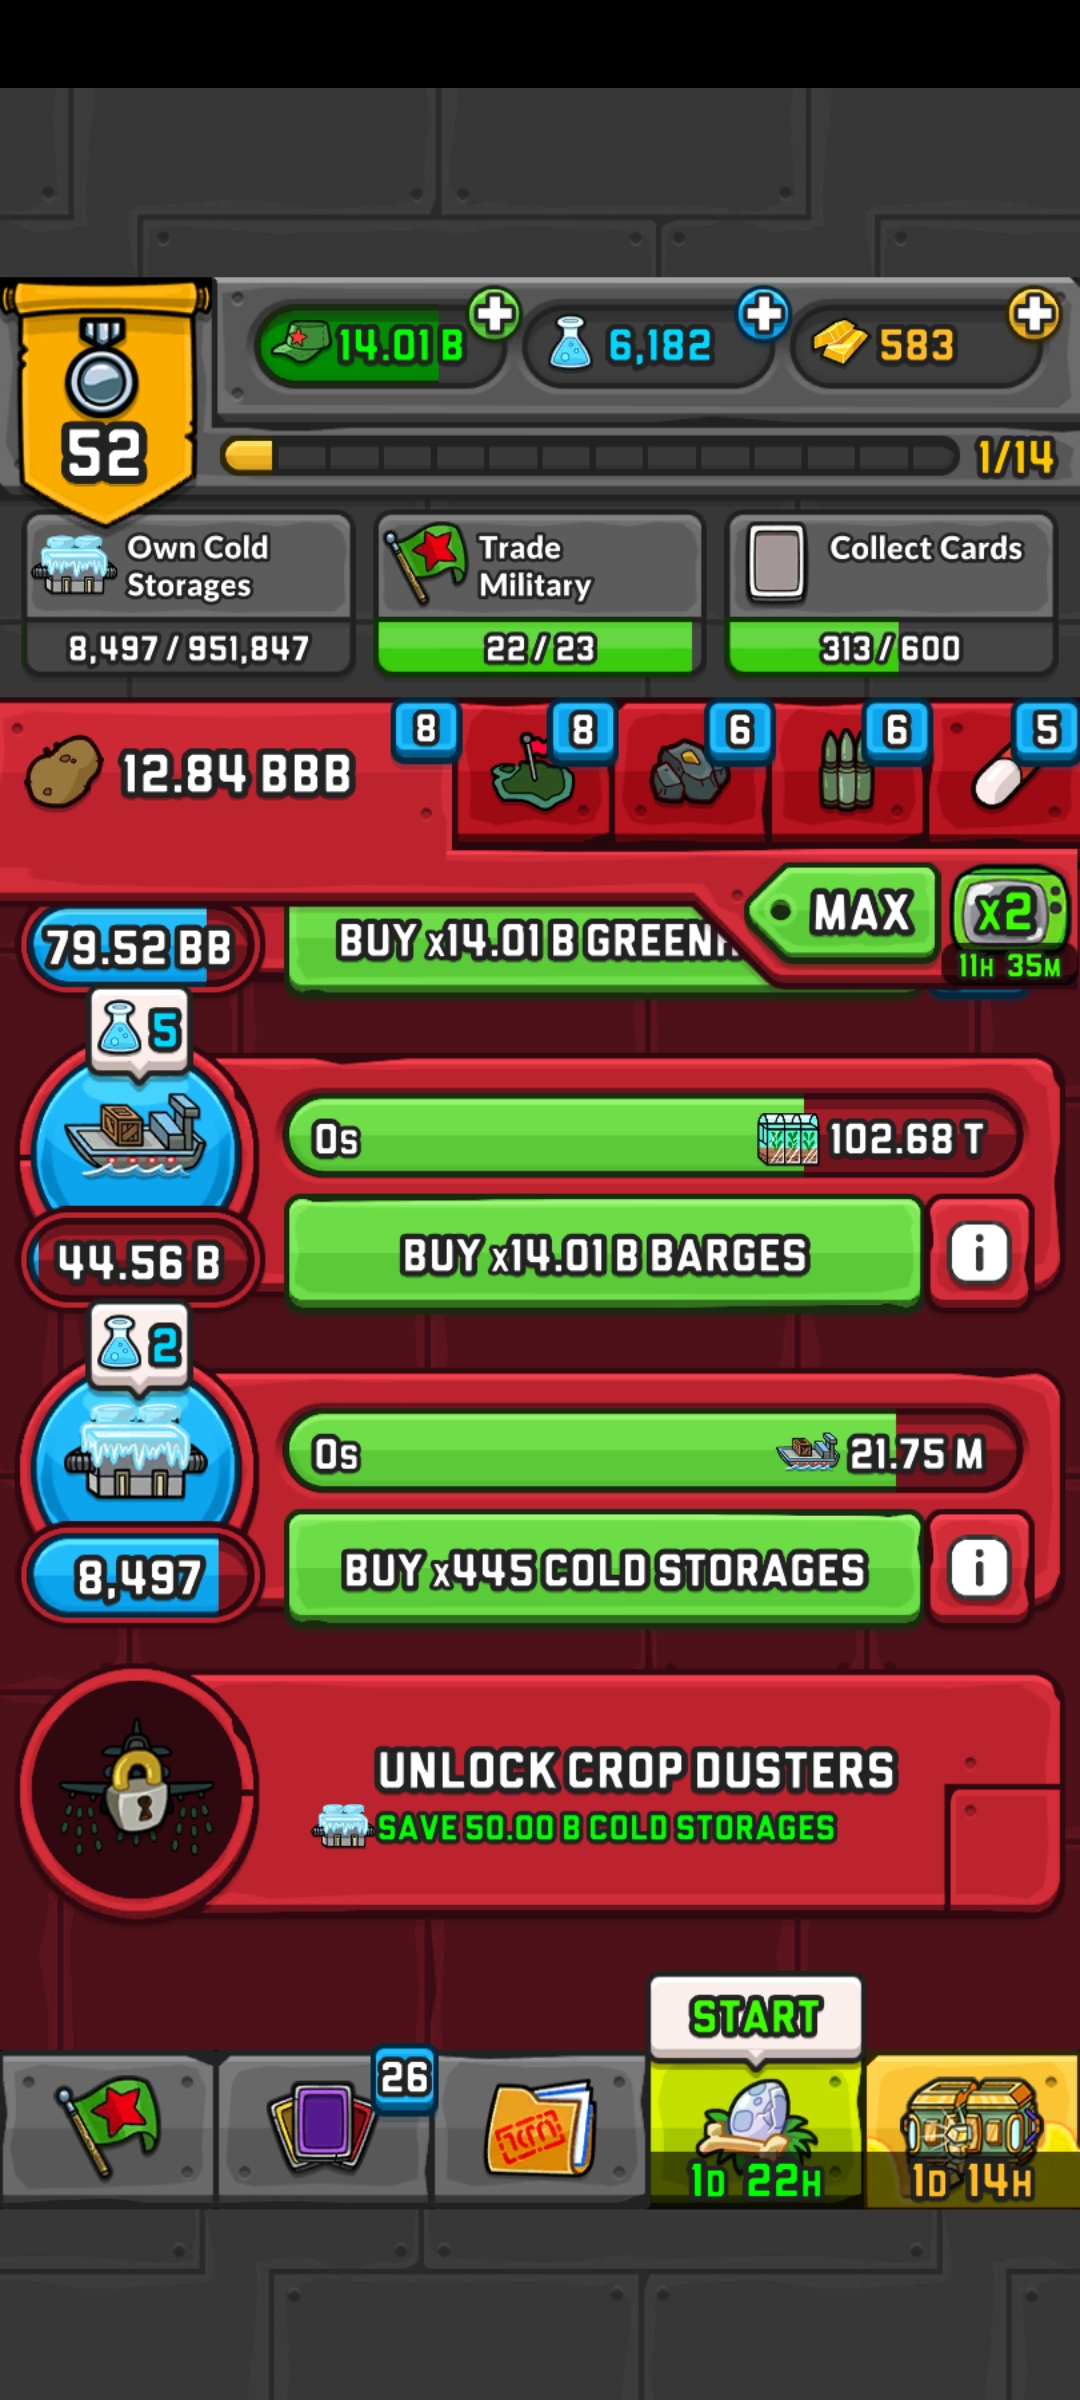 14.01 B
6,182
583
52
1/14
Own Cold
Storages
8,497 / 951,847
Trade
Military
22 / 23
Collect Cards
313 / 600
12.84 BBB
8
8
6
6
5
MAX
x2
11H 35M
79.52 BB
BUY x14.01 B
5
0s
102.68 T
44.56 B
BUY x14.01 B BARGES
i
2
0s
21.75 M
8,497
BUY x445 COLD STORAGES
i
UNLOCK CROP DUSTERS
SAVE 50.00 B COLD STORAGES
START
26
1D 22H
1D 14H